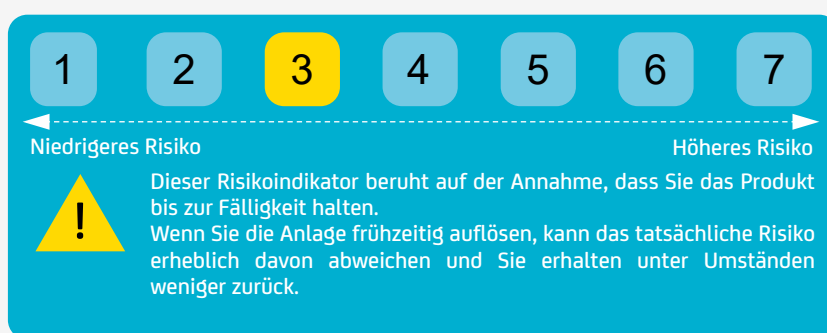 1 2 3 4 5 6 7
Niedrigeres Risiko Höheres Risiko
Dieser Risikoindikator beruht auf der Annahme, dass Sie das Produkt
bis zur Fälligkeit halten.
!
Wenn Sie die Anlage frühzeitig auflösen, kann das tatsächliche Risiko
erheblich davon abweichen und Sie erhalten unter Umständen
weniger zurück.